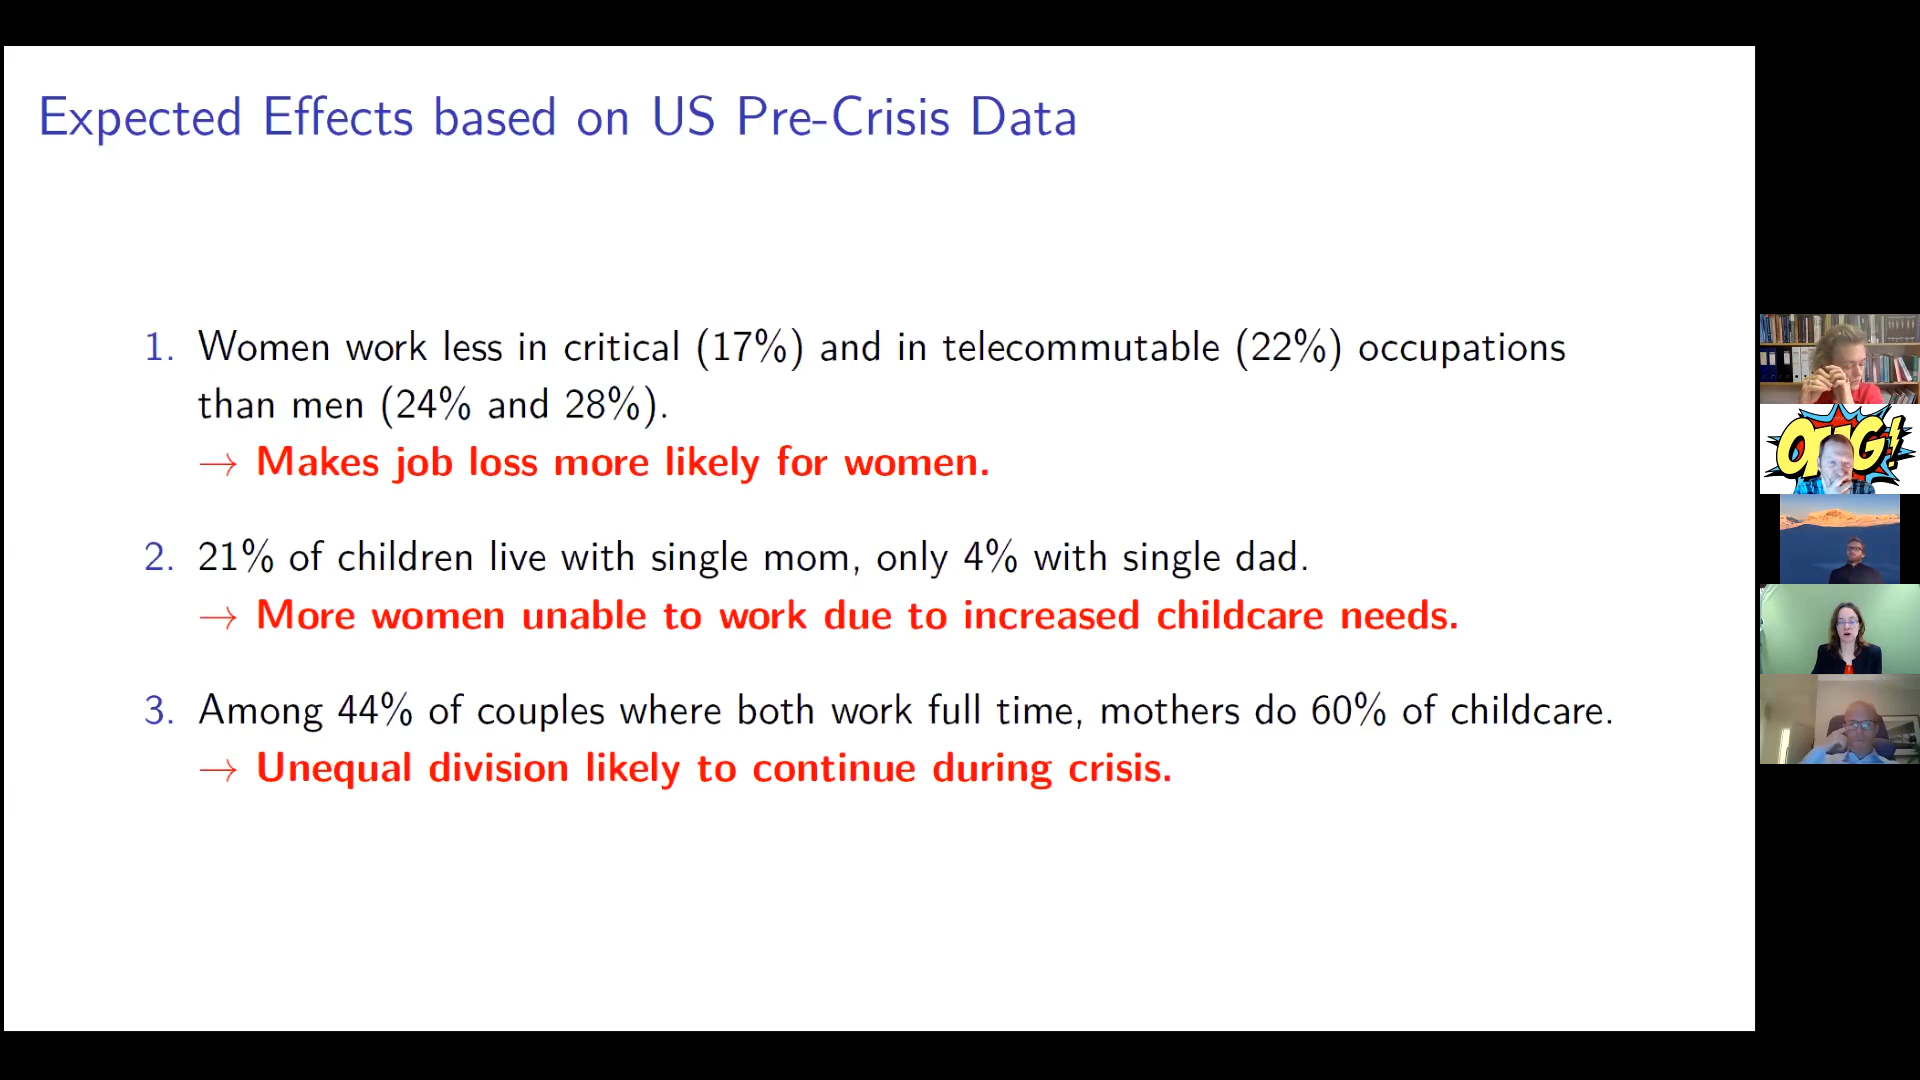 Expected Effects based on US Pre-Crisis Data
1. Women work less in critical (17%) and in telecommutable (22%) occupations
than men (24% and 28%).
→ Makes job loss more likely for women.
2. 21% of children live with single mom, only 4% with single dad.
→ More women unable to work due to increased childcare needs.
3. Among 44% of couples where both work full time, mothers do 60% of childcare.
→ Unequal division likely to continue during crisis.
OMG!